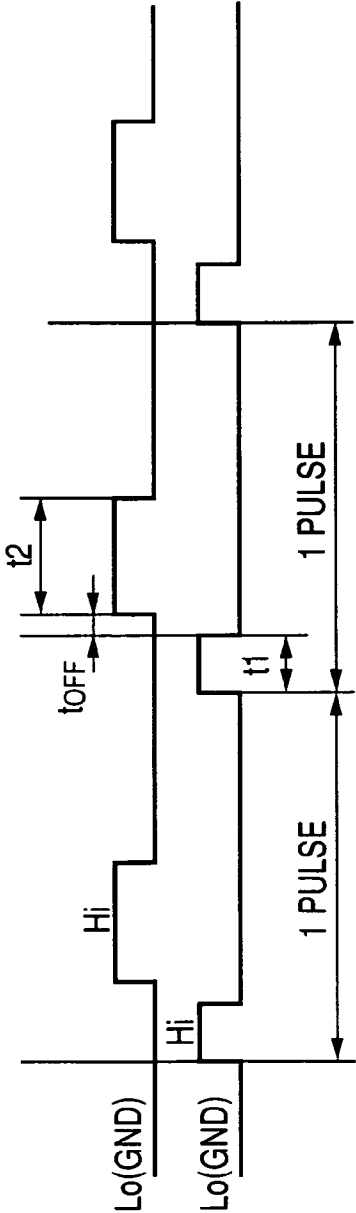 Lo(GND)
Hi
tOFF
t2
Lo(GND)
Hi
t1
1 PULSE
1 PULSE